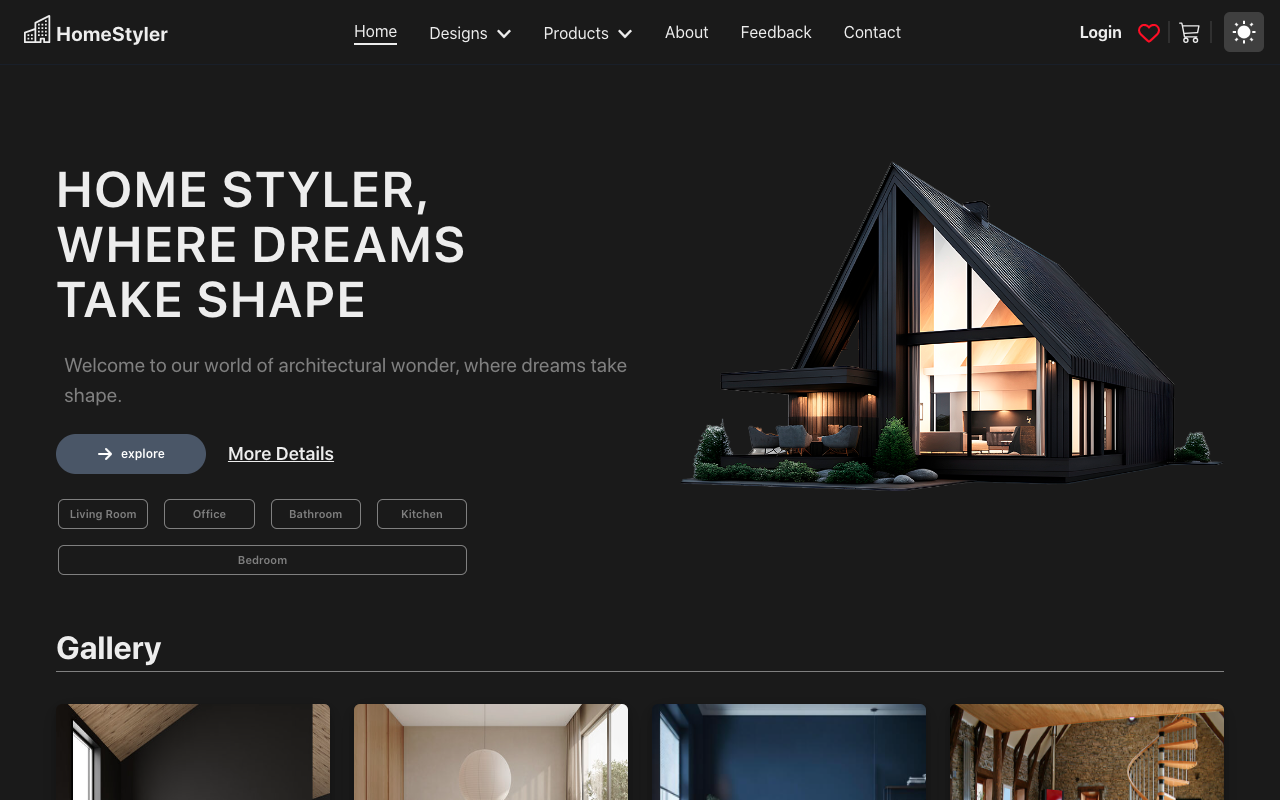 HomeStyler
Home
Designs
Products
About
Feedback
Contact
Login
HOME STYLER,
WHERE DREAMS
TAKE SHAPE
Welcome to our world of architectural wonder, where dreams take
shape.
explore
More Details
Living Room
Office
Bathroom
Kitchen
Bedroom
Gallery